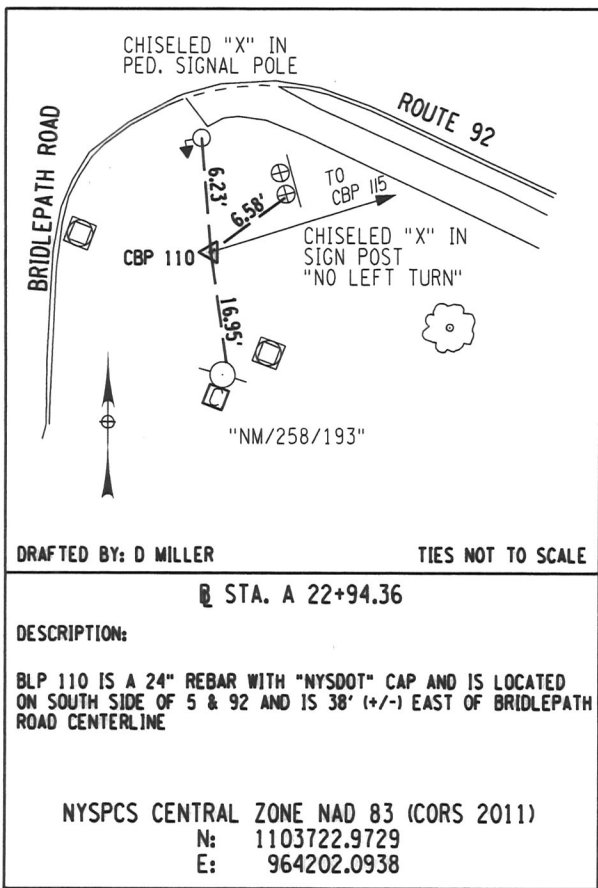 CHISELED "X" IN
PED. SIGNAL POLE
ROUTE 92
BRIDLEPATH ROAD
6.23'
6.58'
TO
CBP 115
CBP 110
CHISELED "X" IN
SIGN POST
"NO LEFT TURN"
16.95'
"NM/258/193"
DRAFTED BY: D MILLER
TIES NOT TO SCALE
STA. A 22+94.36
DESCRIPTION:
BLP 110 IS A 24" REBAR WITH "NYSDOT" CAP AND IS LOCATED
ON SOUTH SIDE OF 5 & 92 AND IS 38' (+/-) EAST OF BRIDLEPATH
ROAD CENTERLINE
NYSPCS CENTRAL ZONE NAD 83 (CORS 2011)
N: 1103722.9729
E: 964202.0938